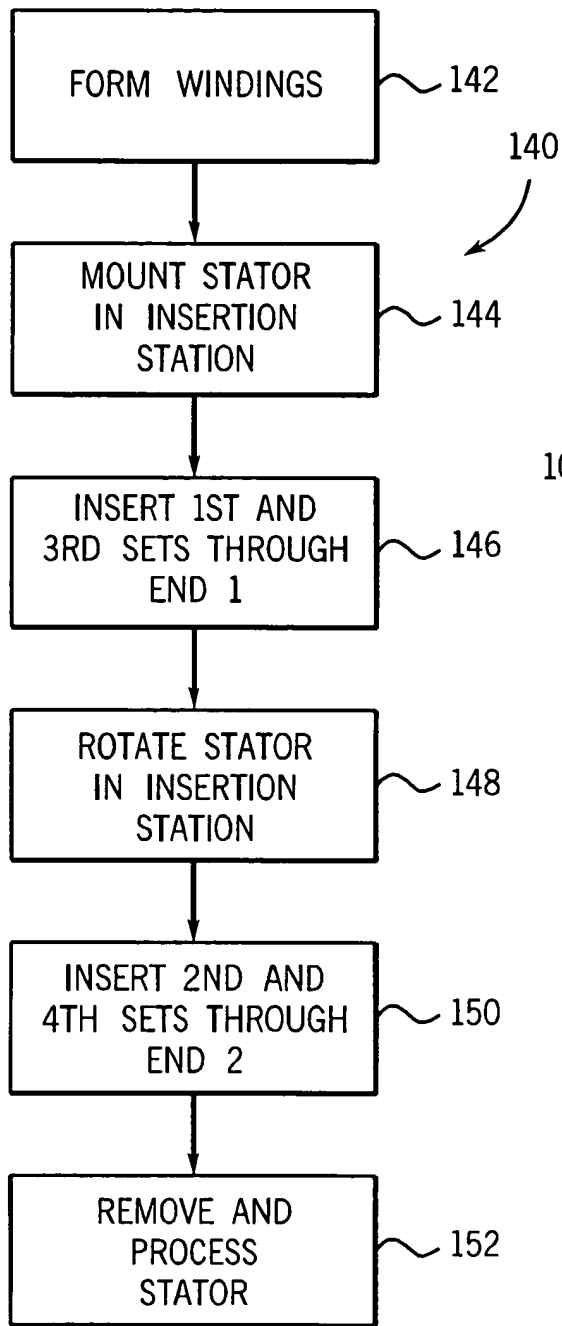 FORM WINDINGS
142
140
MOUNT STATOR
IN INSERTION
STATION
144
10
INSERT 1ST AND
3RD SETS THROUGH
END 1
146
ROTATE STATOR
IN INSERTION
STATION
148
INSERT 2ND AND
4TH SETS THROUGH
END 2
150
REMOVE AND
PROCESS
STATOR
152